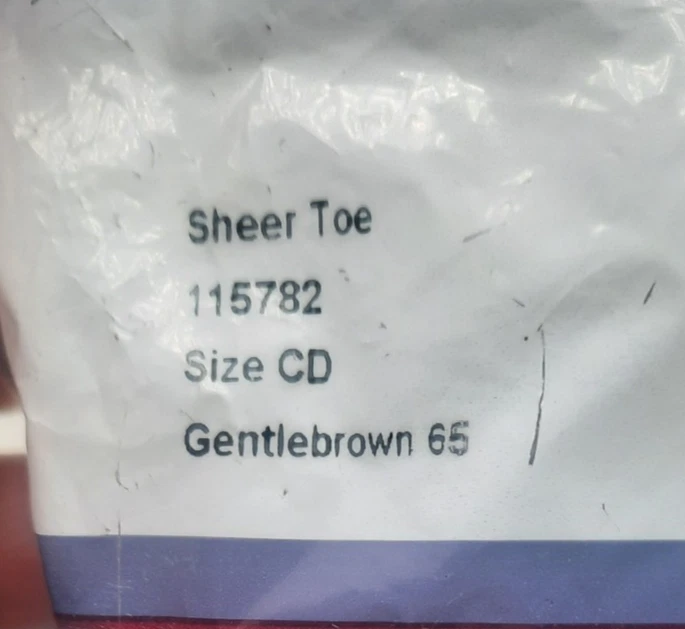 Sheer Toe
115782
Size CD
Gentlebrown 65